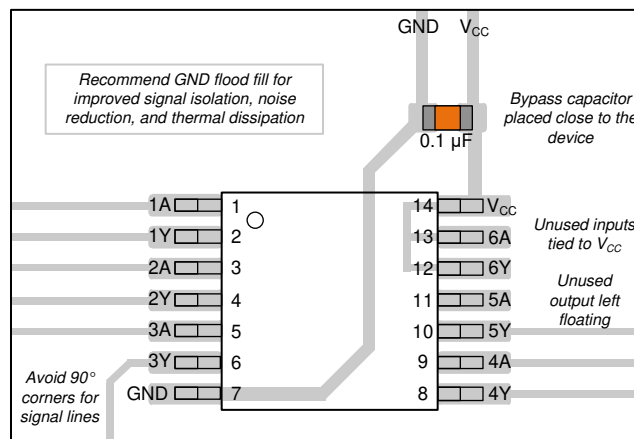 GND VCC
Recommend GND flood fill for
improved signal isolation, noise
reduction, and thermal dissipation
Bypass capacitor
placed close to the
device
0.1 µF
1A 1 14 VCC
1Y 2 13 6A
2A 3 12 6Y
2Y 4 11 5A
3A 5 10 5Y
3Y 6 9 4A
GND 7 8 4Y
Unused inputs
tied to VCC
Unused
output left
floating
Avoid 90°
corners for
signal lines